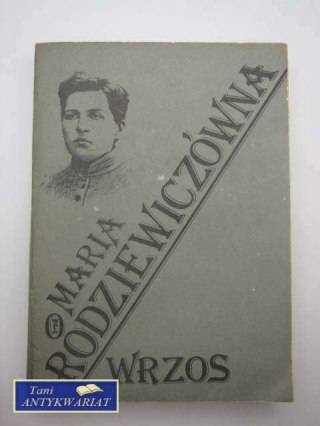 MARIA
RODZIEWICZÓWNA
WRZOS
Tani
ANTYKWARIAT